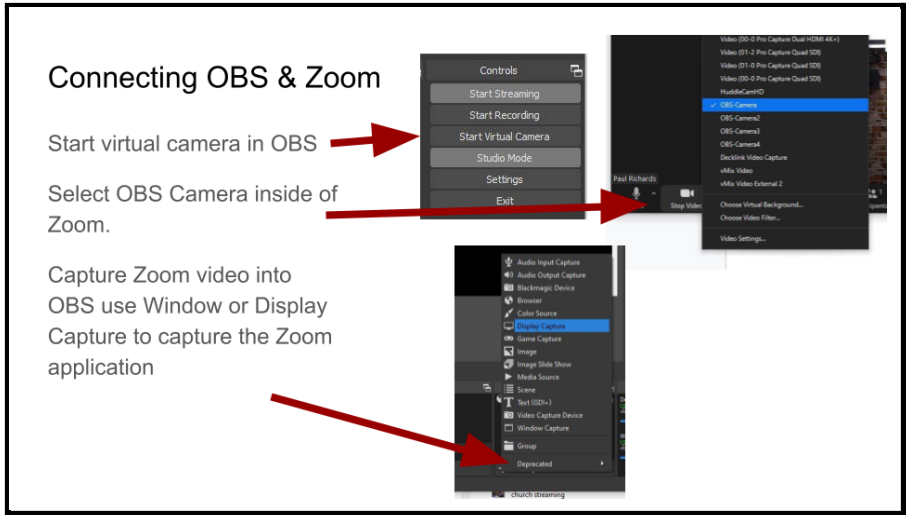 Connecting OBS & Zoom
Start virtual camera in OBS
Select OBS Camera inside of
Zoom.
Capture Zoom video into
OBS use Window or Display
Capture to capture the Zoom
application
Controls
Start Streaming
Start Recording
Start Virtual Camera
Studio Mode
Settings
Exit
Video (00-0 Pro Capture Dual HDMI 4K+)
Video (01-2 Pro Capture Quad SDI)
Video (01-0 Pro Capture Quad SDI)
Video (00-0 Pro Capture Quad SDI)
HuddleCamHD
OBS-Camera
OBS-Camera2
OBS-Camera3
OBS-Camera4
Decklink Video Capture
vMix Video
vMix Video External 2
Choose Virtual Background...
Choose Video Filter...
Video Settings...
Paul Richards
Stop Video
1
Audio Input Capture
Audio Output Capture
Blackmagic Device
Browser
Color Source
Display Capture
Game Capture
Image
Image Slide Show
Media Source
Scene
Text (GDI+)
Video Capture Device
Window Capture
Group
Deprecated
church streaming